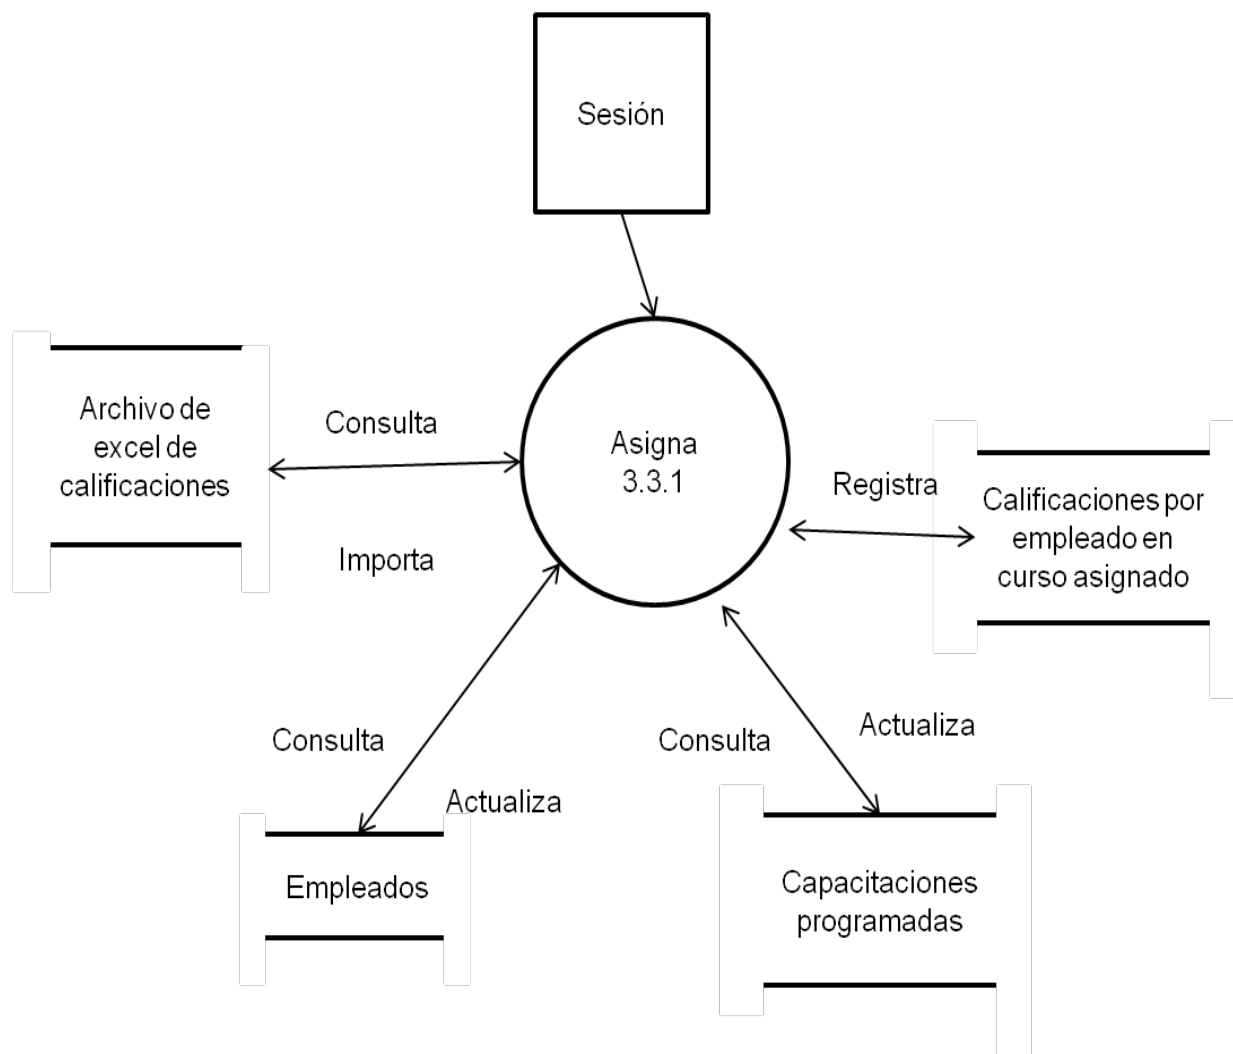 Sesión
Archivo de
excel de
calificaciones
Consulta
Importa
Asigna
3.3.1
Registra
Calificaciones por
empleado en
curso asignado
Consulta
Actualiza
Empleados
Consulta
Actualiza
Capacitaciones
programadas